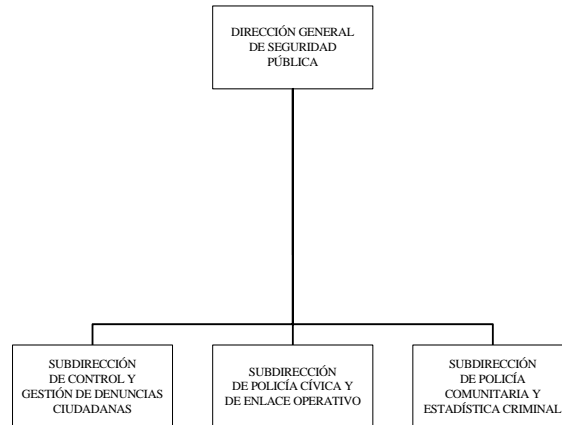 DIRECCIÓN GENERAL
DE SEGURIDAD
PÚBLICA
SUBDIRECCIÓN
DE CONTROL Y
GESTIÓN DE DENUNCIAS
CIUDADANAS
SUBDIRECCIÓN
DE POLICÍA CÍVICA Y
DE ENLACE OPERATIVO
SUBDIRECCIÓN
DE POLICÍA
COMUNITARIA Y
ESTADÍSTICA CRIMINAL